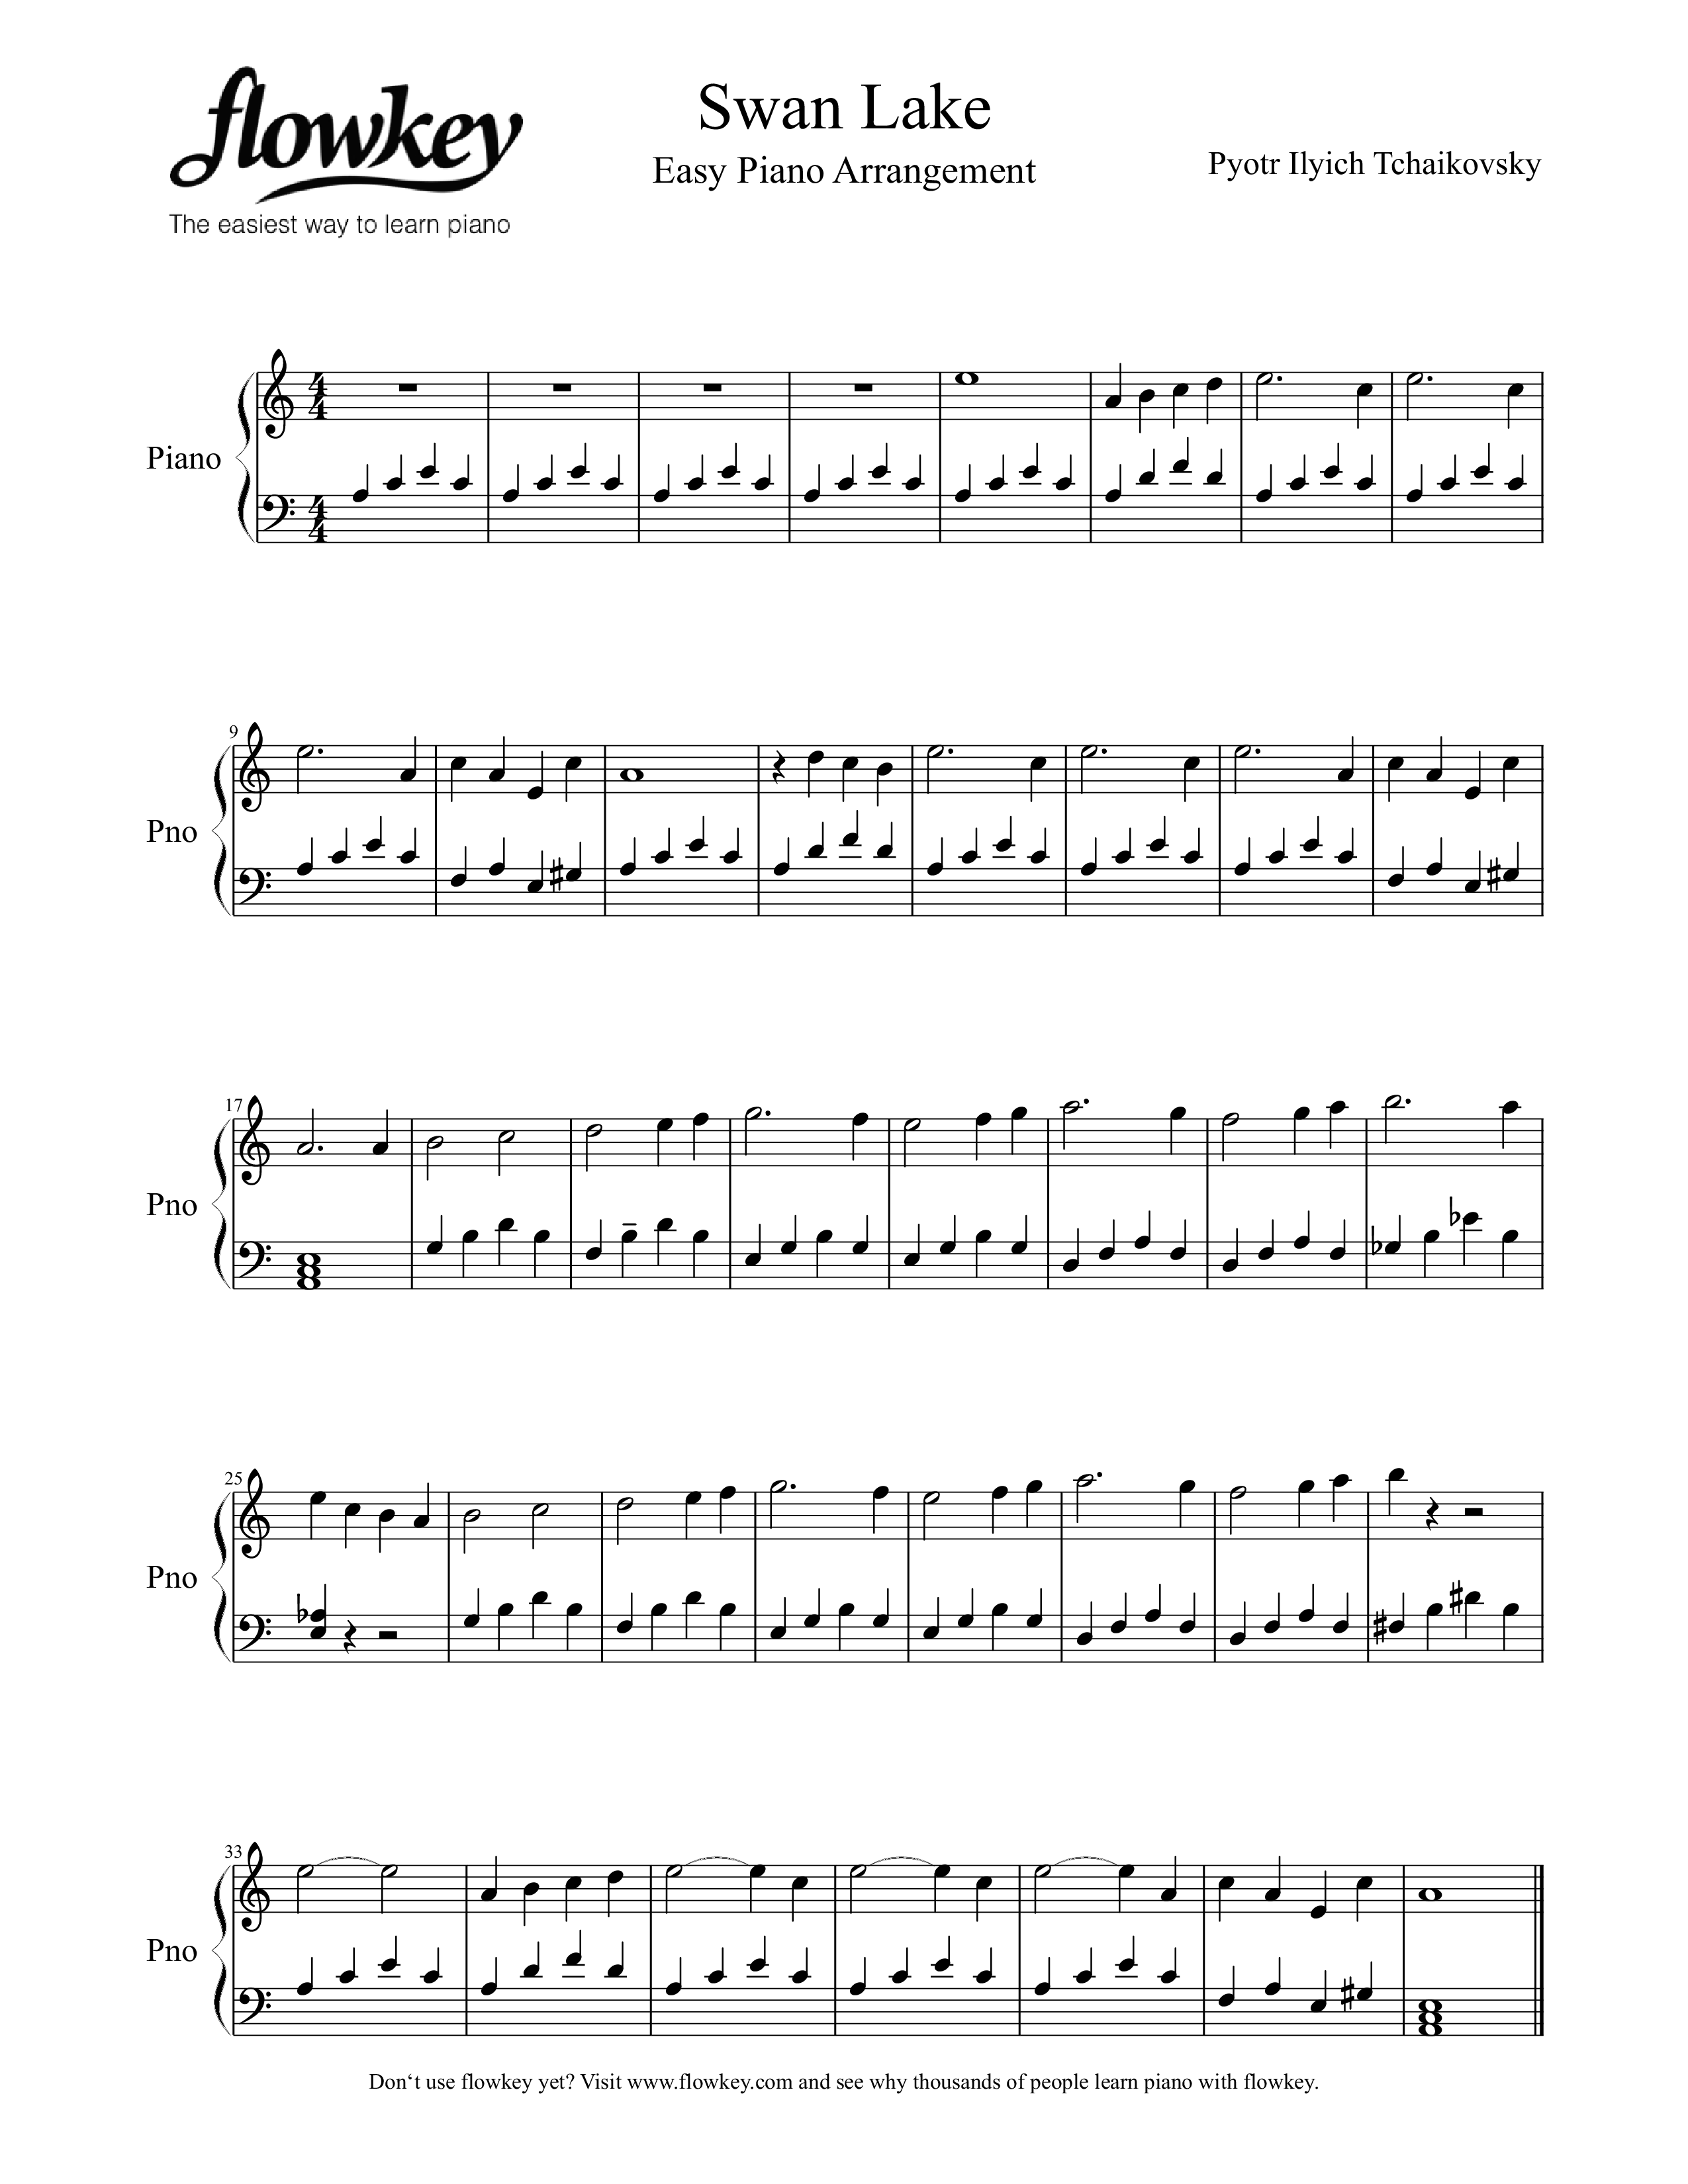 flowkey
The easiest way to learn piano
Swan Lake
Easy Piano Arrangement
Pyotr Ilyich Tchaikovsky
Piano
4
4
4
4
9
Pno
17
Pno
25
Pno
33
Pno
Don‘t use flowkey yet? Visit www.flowkey.com and see why thousands of people learn piano with flowkey.